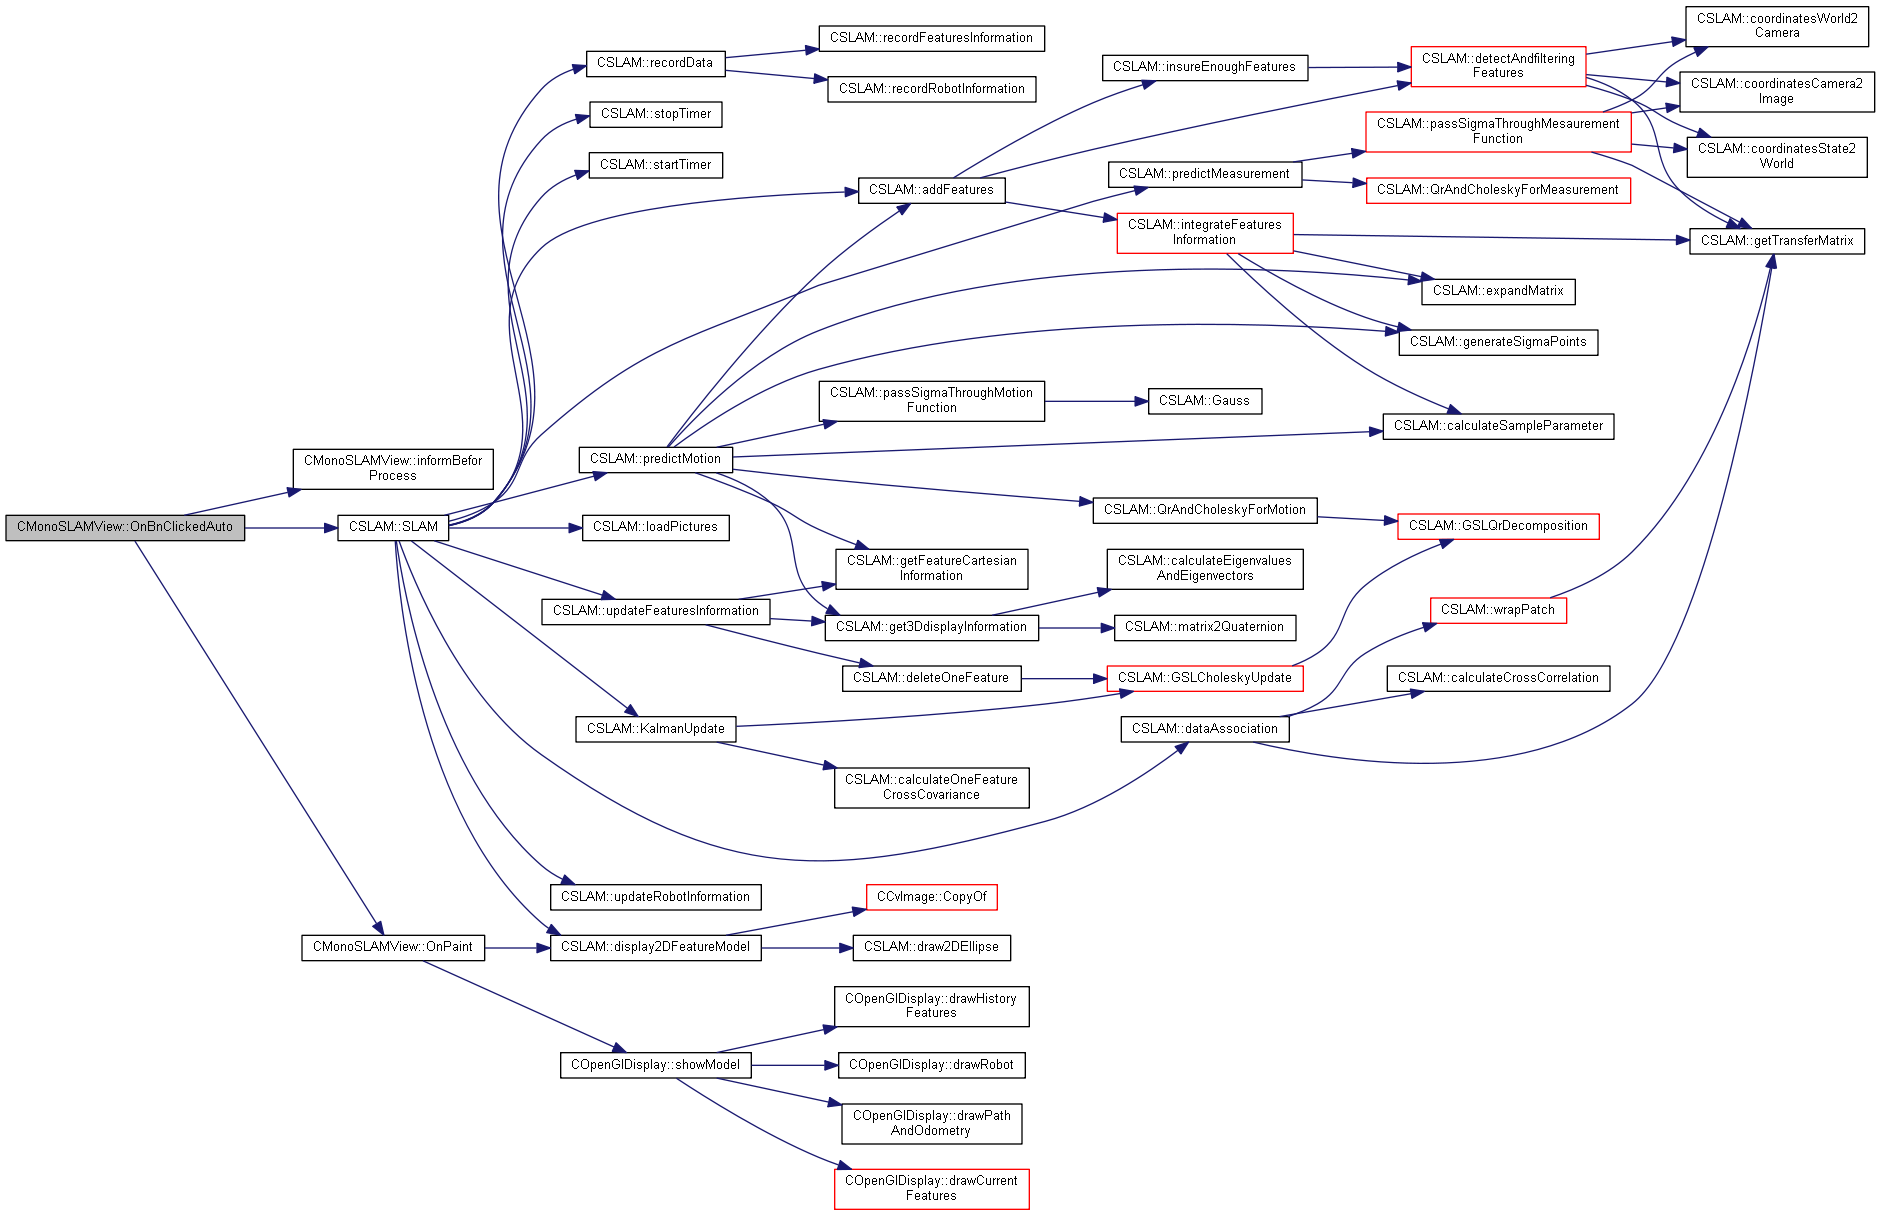 CMonoSLAMView::OnBnClickedAuto
CMonoSLAMView::informBefor
Process
CSLAM::SLAM
CMonoSLAMView::OnPaint
CSLAM::recordData
CSLAM::stopTimer
CSLAM::startTimer
CSLAM::predictMotion
CSLAM::loadPictures
CSLAM::updateFeaturesInformation
CSLAM::KalmanUpdate
CSLAM::updateRobotInformation
CSLAM::display2DFeatureModel
COpenGlDisplay::showModel
CSLAM::recordFeaturesInformation
CSLAM::recordRobotInformation
CSLAM::addFeatures
CSLAM::passSigmaThroughMotion
Function
CSLAM::getFeatureCartesian
Information
CSLAM::get3DdisplayInformation
CSLAM::deleteOneFeature
CSLAM::calculateOneFeature
CrossCovariance
CCvImage::CopyOf
CSLAM::draw2DEllipse
COpenGlDisplay::drawHistory
Features
COpenGlDisplay::drawRobot
COpenGlDisplay::drawPath
AndOdometry
COpenGlDisplay::drawCurrent
Features
CSLAM::insureEnoughFeatures
CSLAM::predictMeasurement
CSLAM::integrateFeatures
Information
CSLAM::Gauss
CSLAM::QrAndCholeskyForMotion
CSLAM::calculateEigenvalues
AndEigenvectors
CSLAM::matrix2Quaternion
CSLAM::GSLCholeskyUpdate
CSLAM::dataAssociation
CSLAM::detectAndfiltering
Features
CSLAM::passSigmaThroughMesaurement
Function
CSLAM::QrAndCholeskyForMeasurement
CSLAM::expandMatrix
CSLAM::generateSigmaPoints
CSLAM::calculateSampleParameter
CSLAM::GSLQrDecomposition
CSLAM::wrapPatch
CSLAM::calculateCrossCorrelation
CSLAM::coordinatesWorld2
Camera
CSLAM::coordinatesCamera2
Image
CSLAM::coordinatesState2
World
CSLAM::getTransferMatrix